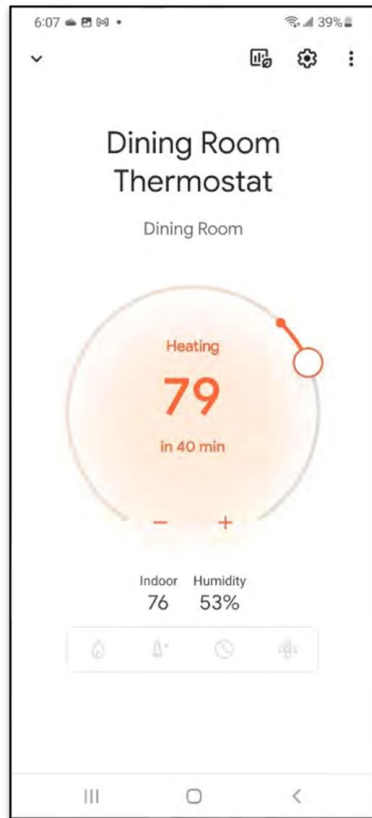 6:07
39%
Dining Room
Thermostat
Dining Room
Heating
79
in 40 min
− +
Indoor Humidity
76 53%